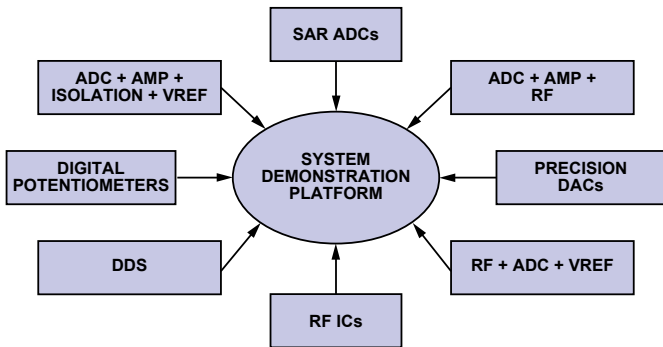 SAR ADCs
ADC + AMP +
ISOLATION + VREF
ADC + AMP +
RF
DIGITAL
POTENTIOMETERS
SYSTEM
DEMONSTRATION
PLATFORM
PRECISION
DACs
DDS
RF + ADC + VREF
RF ICs